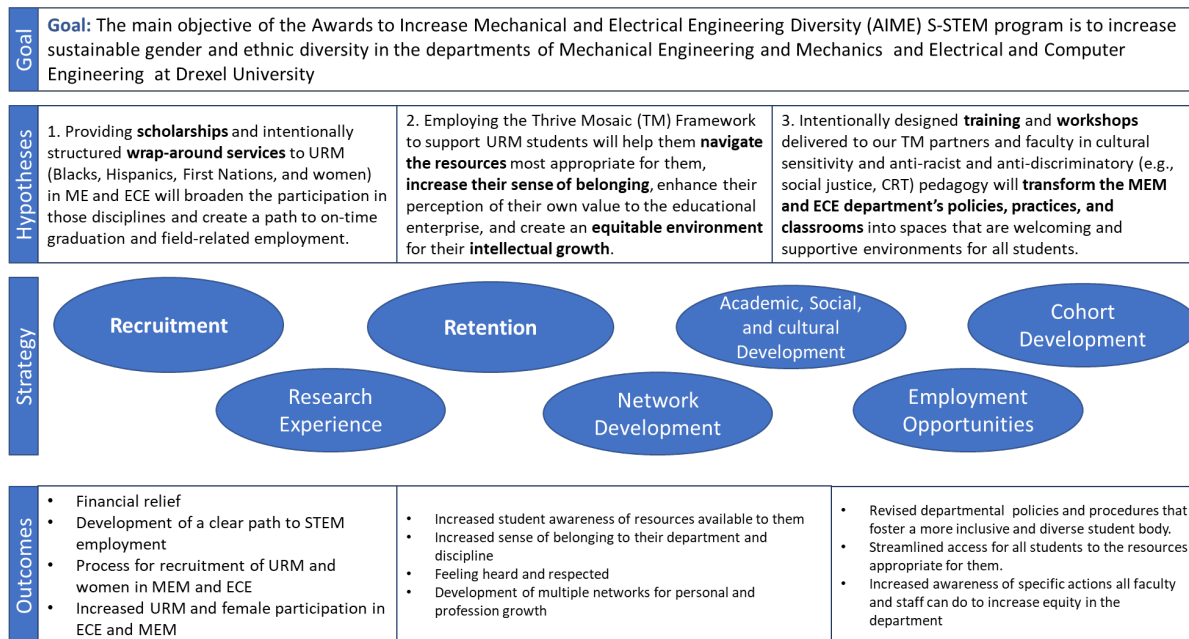 Goal
Goal: The main objective of the Awards to Increase Mechanical and Electrical Engineering Diversity (AIME) S-STEM program is to increase
sustainable gender and ethnic diversity in the departments of Mechanical Engineering and Mechanics and Electrical and Computer
Engineering at Drexel University
Hypotheses
1. Providing scholarships and intentionally
structured wrap-around services to URM
(Blacks, Hispanics, First Nations, and women)
in ME and ECE will broaden the participation in
those disciplines and create a path to on-time
graduation and field-related employment.
2. Employing the Thrive Mosaic (TM) Framework
to support URM students will help them navigate
the resources most appropriate for them,
increase their sense of belonging, enhance their
perception of their own value to the educational
enterprise, and create an equitable environment
for their intellectual growth.
3. Intentionally designed training and workshops
delivered to our TM partners and faculty in cultural
sensitivity and anti-racist and anti-discriminatory (e.g.,
social justice, CRT) pedagogy will transform the MEM
and ECE department's policies, practices, and
classrooms into spaces that are welcoming and
supportive environments for all students.
Strategy
Recruitment
Retention
Academic, Social,
and cultural
Development
Cohort
Development
Research
Experience
Network
Development
Employment
Opportunities
Outcomes
• Financial relief
• Development of a clear path to STEM
employment
• Process for recruitment of URM and
women in MEM and ECE
• Increased URM and female participation in
ECE and MEM
• Increased student awareness of resources available to them
• Increased sense of belonging to their department and
discipline
• Feeling heard and respected
• Development of multiple networks for personal and
profession growth
• Revised departmental policies and procedures that
foster a more inclusive and diverse student body.
• Streamlined access for all students to the resources
appropriate for them.
• Increased awareness of specific actions all faculty
and staff can do to increase equity in the
department